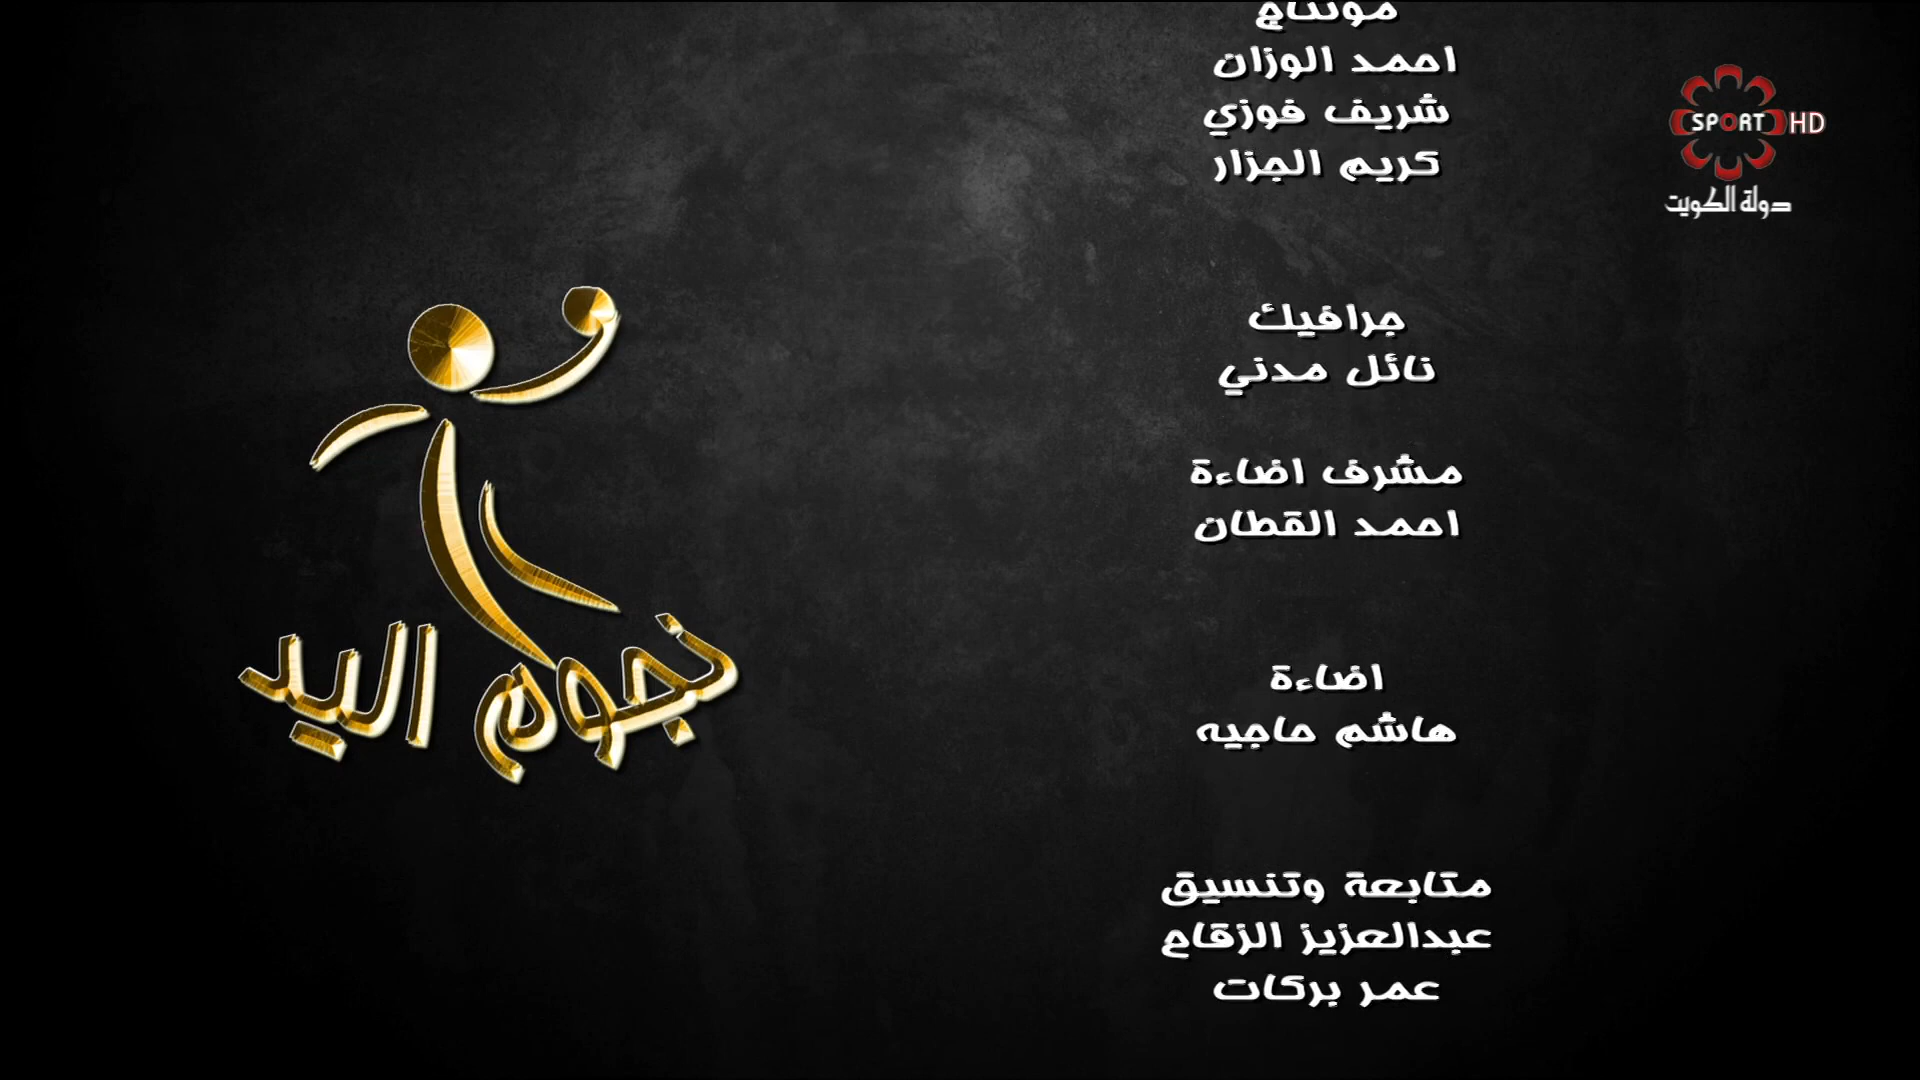 مونتاج
احمد الوزان
شريف فوزي
كريم الجزار
SPORT HD
دولة الكويت
جرافيك
نائل مدني
مشرف اضاءة
احمد القطان
نجوم اليد
اضاءة
هاشم حاجيه
متابعة وتنسيق
عبدالعزيز الزقاح
عمر بركات